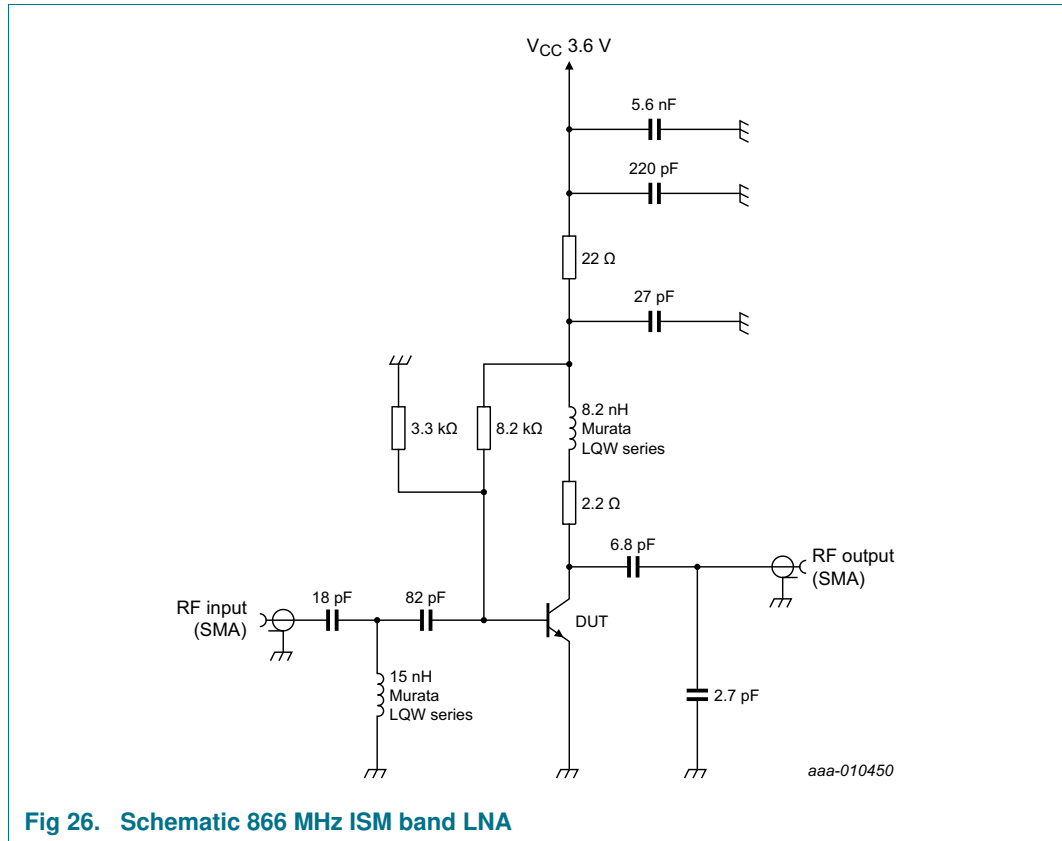 VCC 3.6 V
5.6 nF
220 pF
22 Ω
27 pF
3.3 kΩ
8.2 kΩ
8.2 nH
Murata
LQW series
2.2 Ω
6.8 pF
RF output
(SMA)
RF input
(SMA)
18 pF
82 pF
DUT
15 nH
Murata
LQW series
2.7 pF
aaa-010450
Fig 26. Schematic 866 MHz ISM band LNA